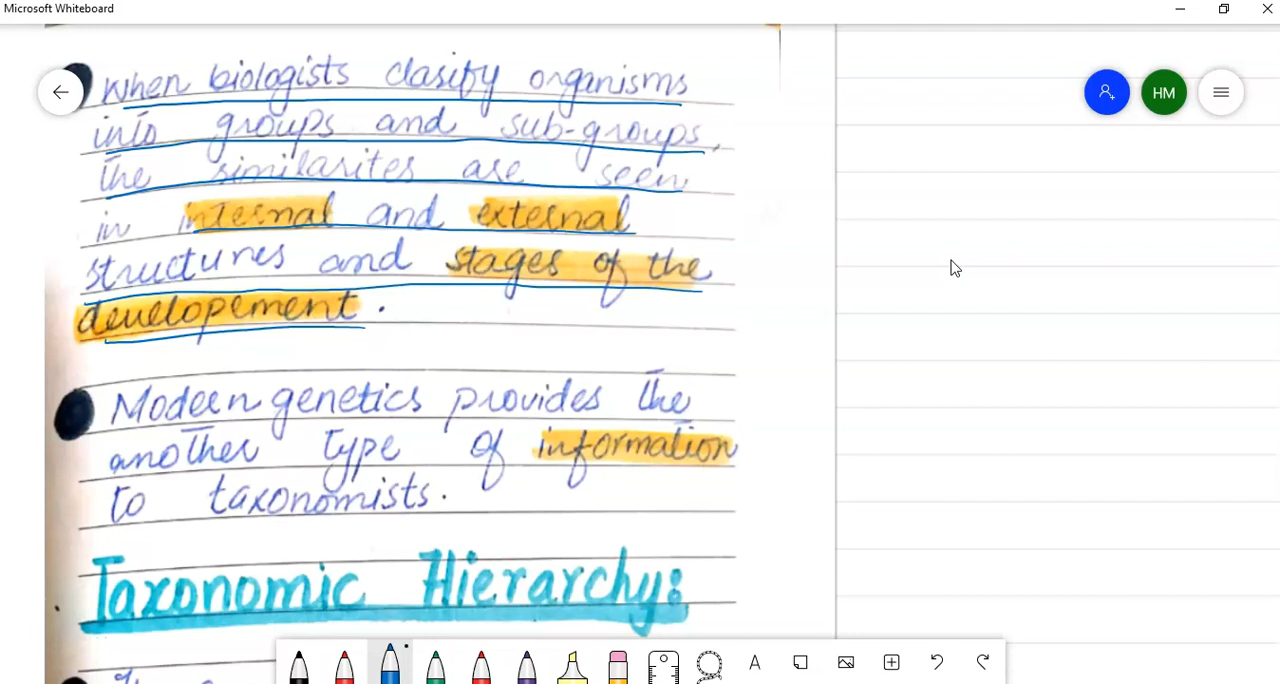 Microsoft Whiteboard
HM
When biologists clasify organisms
into groups and sub-groups,
the similarites are seen
in internal and external
structures and stages of the
developement.
Modern genetics provides the
another type of information
to taxonomists.
Taxonomic Hierarchy:
A